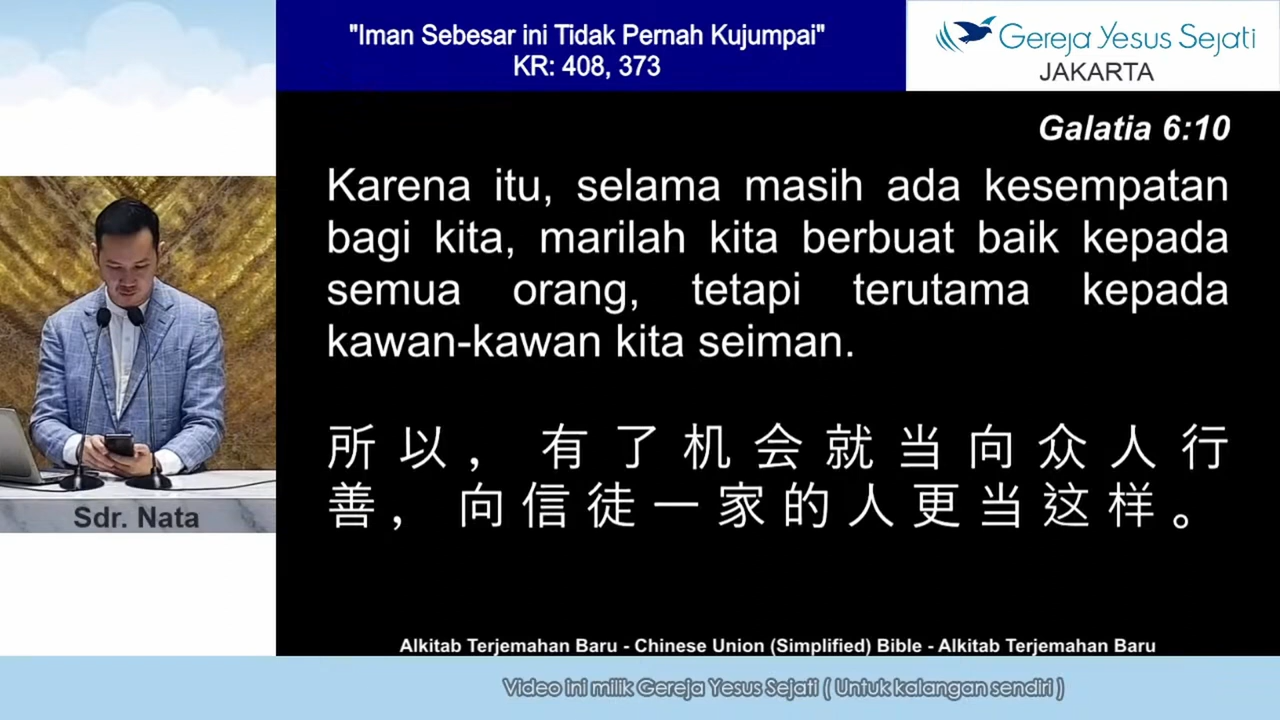 "Iman Sebesar ini Tidak Pernah Kujumpai"
KR: 408, 373
Gereja Yesus Sejati
JAKARTA
Galatia 6:10
Karena itu, selama masih ada kesempatan
bagi kita, marilah kita berbuat baik kepada
semua orang, tetapi terutama kepada
kawan-kawan kita seiman.
所以，有了机会就当向众人行
善，向信徒一家的人更当这样。
Sdr. Nata
Alkitab Terjemahan Baru - Chinese Union (Simplified) Bible - Alkitab Terjemahan Baru
Video ini milik Gereja Yesus Sejati ( Untuk kalangan sendiri )